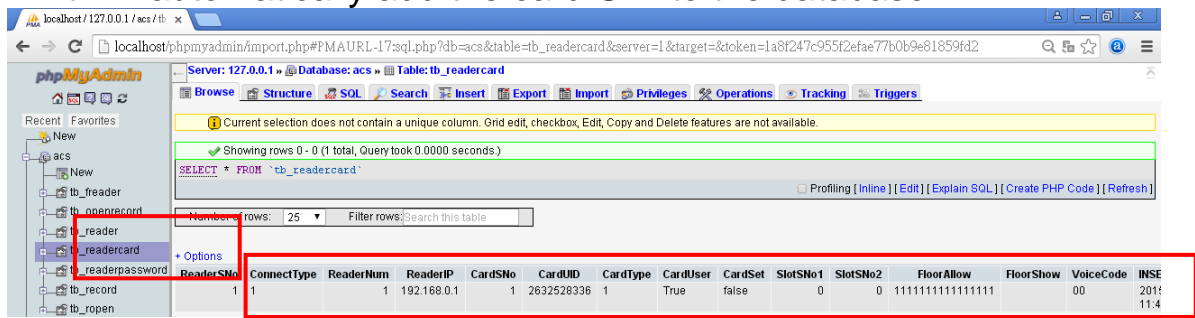 localhost / 127.0.0.1 / acs / tb
localhost/phpmyadmin/import.php#PMAURL-17:sql.php?db=acs&table=tb_readercard&server=1&target=&token=1a8f247c955f2efae77b0b9e81859fd2
phpMyAdmin
Server: 127.0.0.1 » Database: acs » Table: tb_readercard
Browse Structure SQL Search Insert Export Import Privileges Operations Tracking Triggers
Recent Favorites
New
acs
New
tb_freader
tb_openrecord
tb_reader
tb_readercard
tb_readerpassword
tb_record
tb_ropen
Current selection does not contain a unique column. Grid edit, checkbox, Edit, Copy and Delete features are not available.
Showing rows 0 - 0 (1 total, Query took 0.0000 seconds.)
SELECT * FROM `tb_readercard`
Profiling [ Inline ] [ Edit ] [ Explain SQL ] [ Create PHP Code ] [ Refresh ]
Number of rows: 25 Filter rows: Search this table
+ Options
ReaderSNo ConnectType ReaderNum ReaderIP CardSNo CardUID CardType CardUser CardSet SlotSNo1 SlotSNo2 FloorAllow FloorShow VoiceCode INSE
1 1 1 192.168.0.1 1 2632528336 1 True false 0 0 1111111111111111 00 2015
11:4